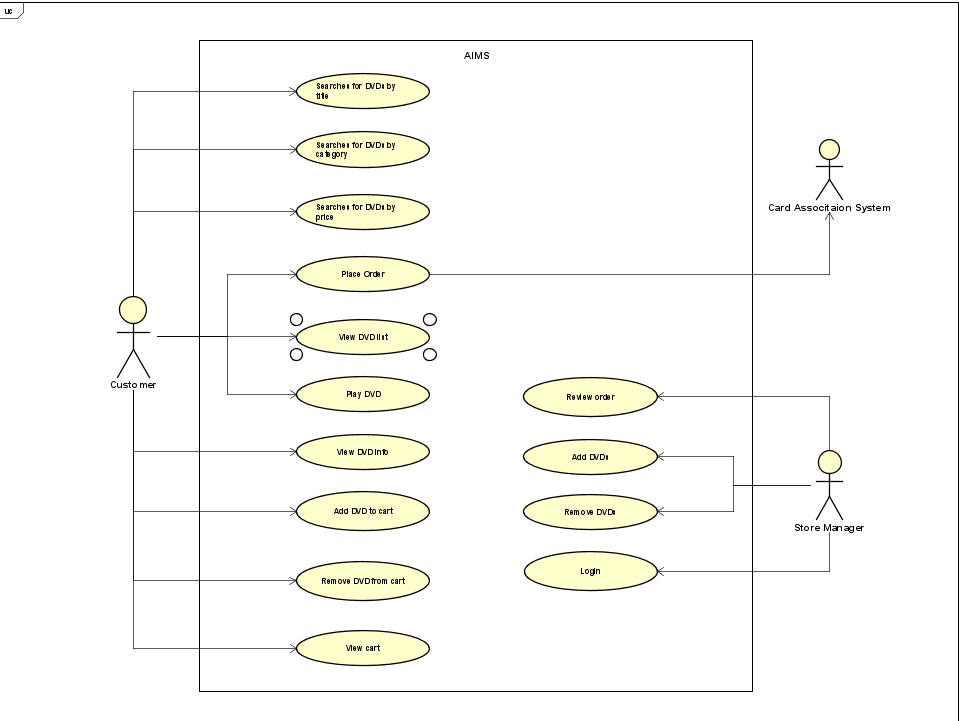 uc
AIMS
Searches for DVDs by
title
Searches for DVDs by
category
Searches for DVDs by
price
Card Associtaion System
Place Order
View DVD list
Customer
Play DVD
Review order
View DVD info
Add DVDs
Add DVD to cart
Remove DVDs
Store Manager
Login
Remove DVD from cart
View cart